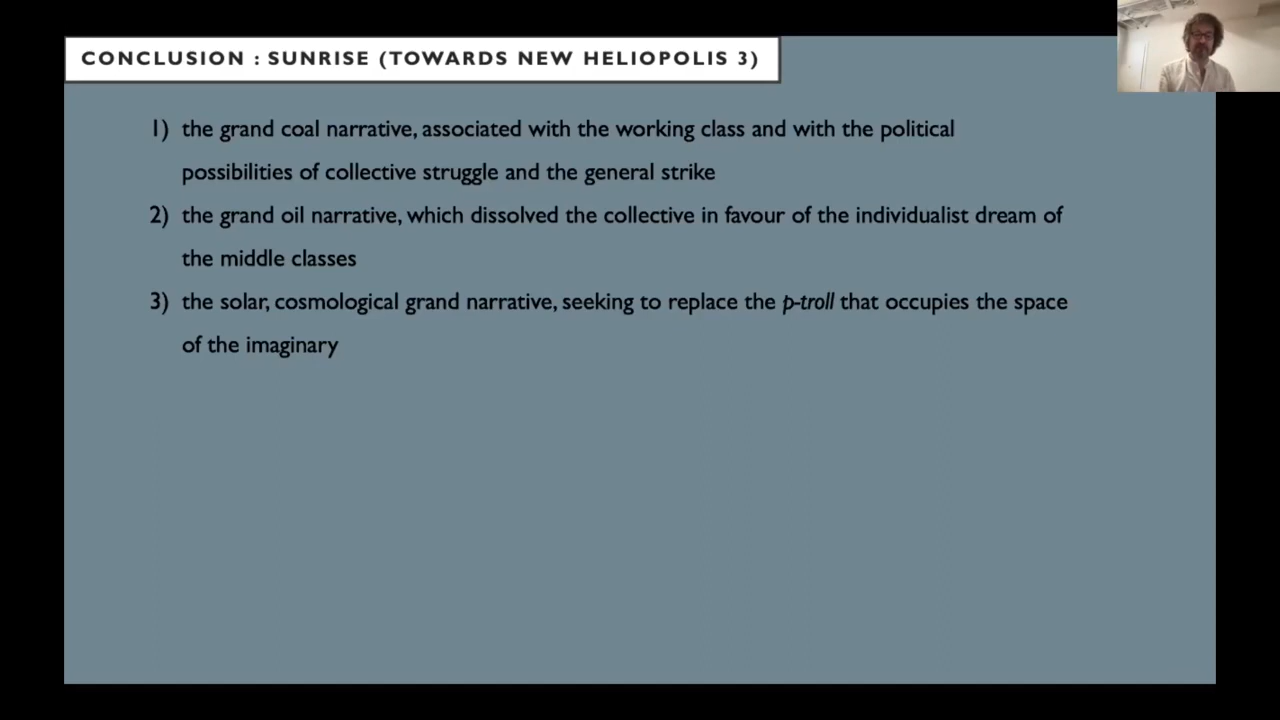 CONCLUSION : SUNRISE (TOWARDS NEW HELIOPOLIS 3)
1) the grand coal narrative, associated with the working class and with the political
possibilities of collective struggle and the general strike
2) the grand oil narrative, which dissolved the collective in favour of the individualist dream of
the middle classes
3) the solar, cosmological grand narrative, seeking to replace the p-troll that occupies the space
of the imaginary